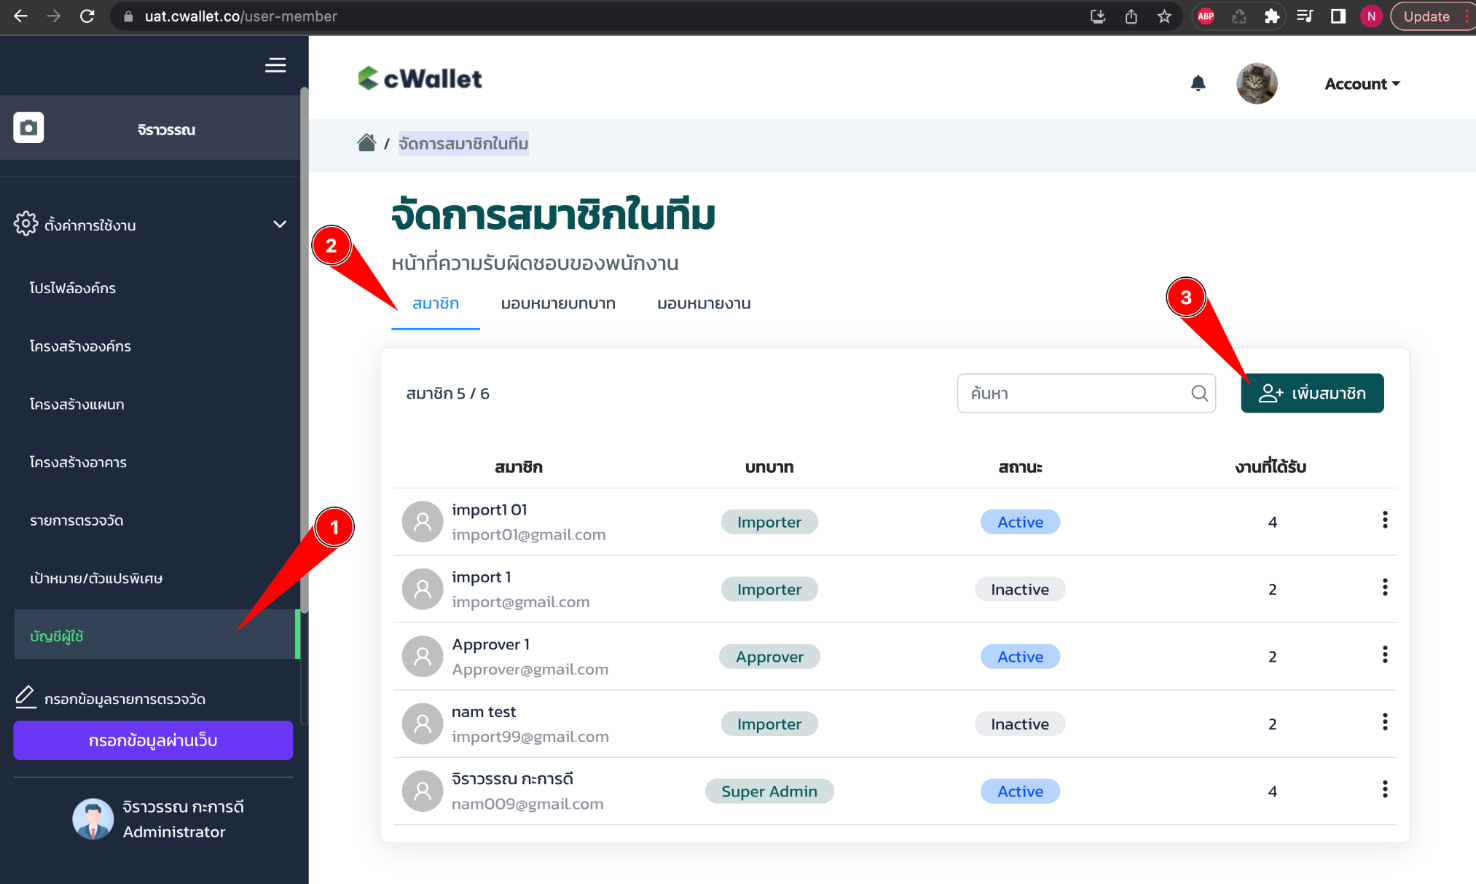 uat.cwallet.co/user-member
ABP
N
Update
จิราวรรณ
ตั้งค่าการใช้งาน
โปรไฟล์องค์กร
โครงสร้างองค์กร
โครงสร้างแผนก
โครงสร้างอาคาร
รายการตรวจวัด
เป้าหมาย/ตัวแปรพิเศษ
บัญชีผู้ใช้
กรอกข้อมูลรายการตรวจวัด
กรอกข้อมูลผ่านเว็บ
จิราวรรณ กะการดี
Administrator
1
cWallet
Account
/ จัดการสมาชิกในทีม
จัดการสมาชิกในทีม
2
หน้าที่ความรับผิดชอบของพนักงาน
สมาชิก มอบหมายบทบาท มอบหมายงาน
3
สมาชิก 5 / 6
ค้นหา
เพิ่มสมาชิก
สมาชิก บทบาท สถานะ งานที่ได้รับ
import1 01
import01@gmail.com
Importer Active 4
import 1
import@gmail.com
Importer Inactive 2
Approver 1
Approver@gmail.com
Approver Active 2
nam test
import99@gmail.com
Importer Inactive 2
จิราวรรณ กะการดี
nam009@gmail.com
Super Admin Active 4